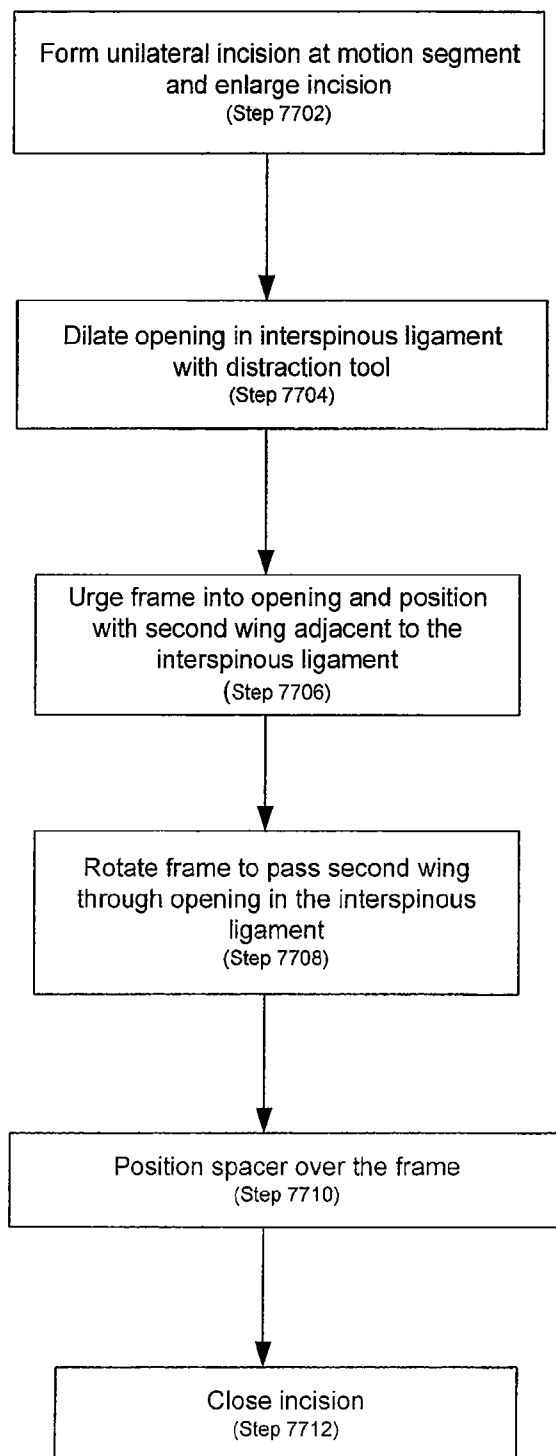 Form unilateral incision at motion segment
and enlarge incision
(Step 7702)
Dilate opening in interspinous ligament
with distraction tool
(Step 7704)
Urge frame into opening and position
with second wing adjacent to the
interspinous ligament
(Step 7706)
Rotate frame to pass second wing
through opening in the interspinous
ligament
(Step 7708)
Position spacer over the frame
(Step 7710)
Close incision
(Step 7712)